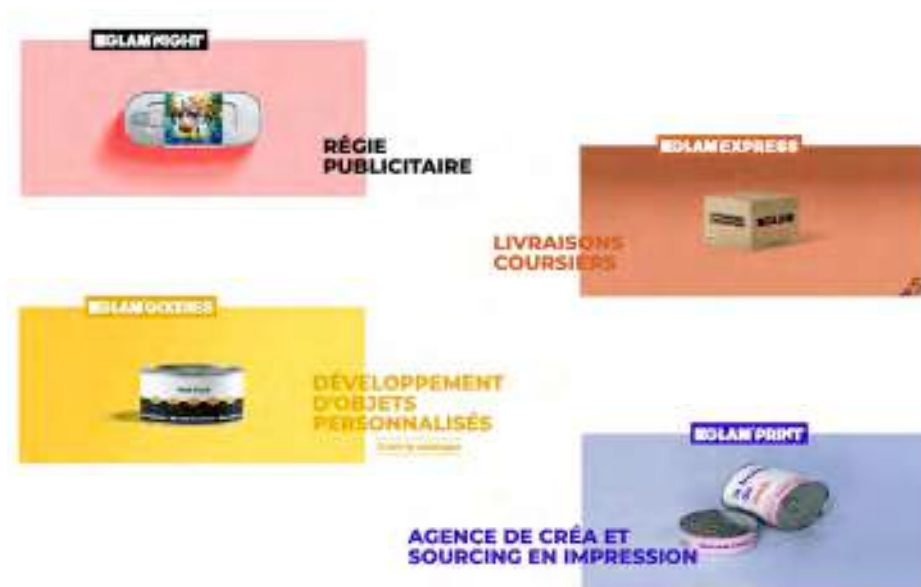 GLAM'NIGHT
RÉGIE
PUBLICITAIRE
GLAM'EXPRESS
LIVRAISONS
COURSIERS
DÉVELOPPEMENT
D'OBJETS
PERSONNALISÉS
GLAM'PRINT
AGENCE DE CRÉA ET
SOURCING EN IMPRESSION